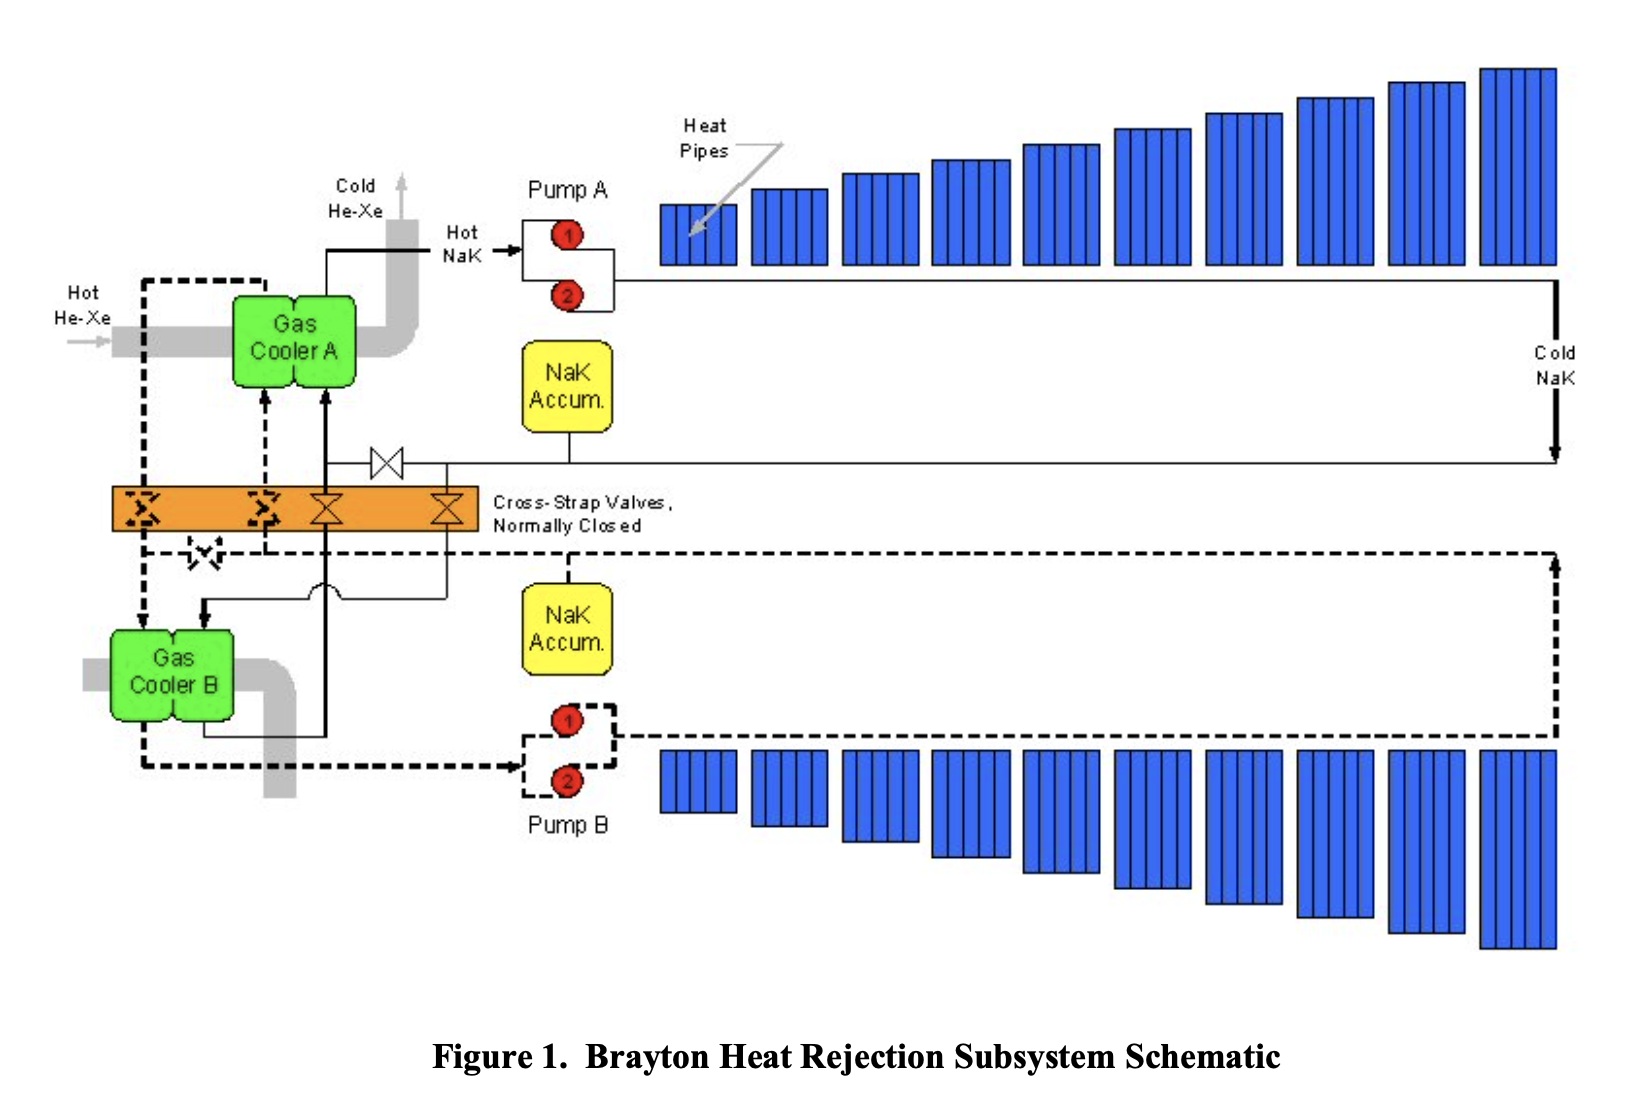 Heat
Pipes
Cold
He-Xe
Pump A
Hot
NaK
1
2
Hot
He-Xe
Gas
Cooler A
NaK
Accum.
Cold
NaK
Cross-Strap Valves,
Normally Closed
Gas
Cooler B
NaK
Accum.
1
2
Pump B
Figure 1. Brayton Heat Rejection Subsystem Schematic